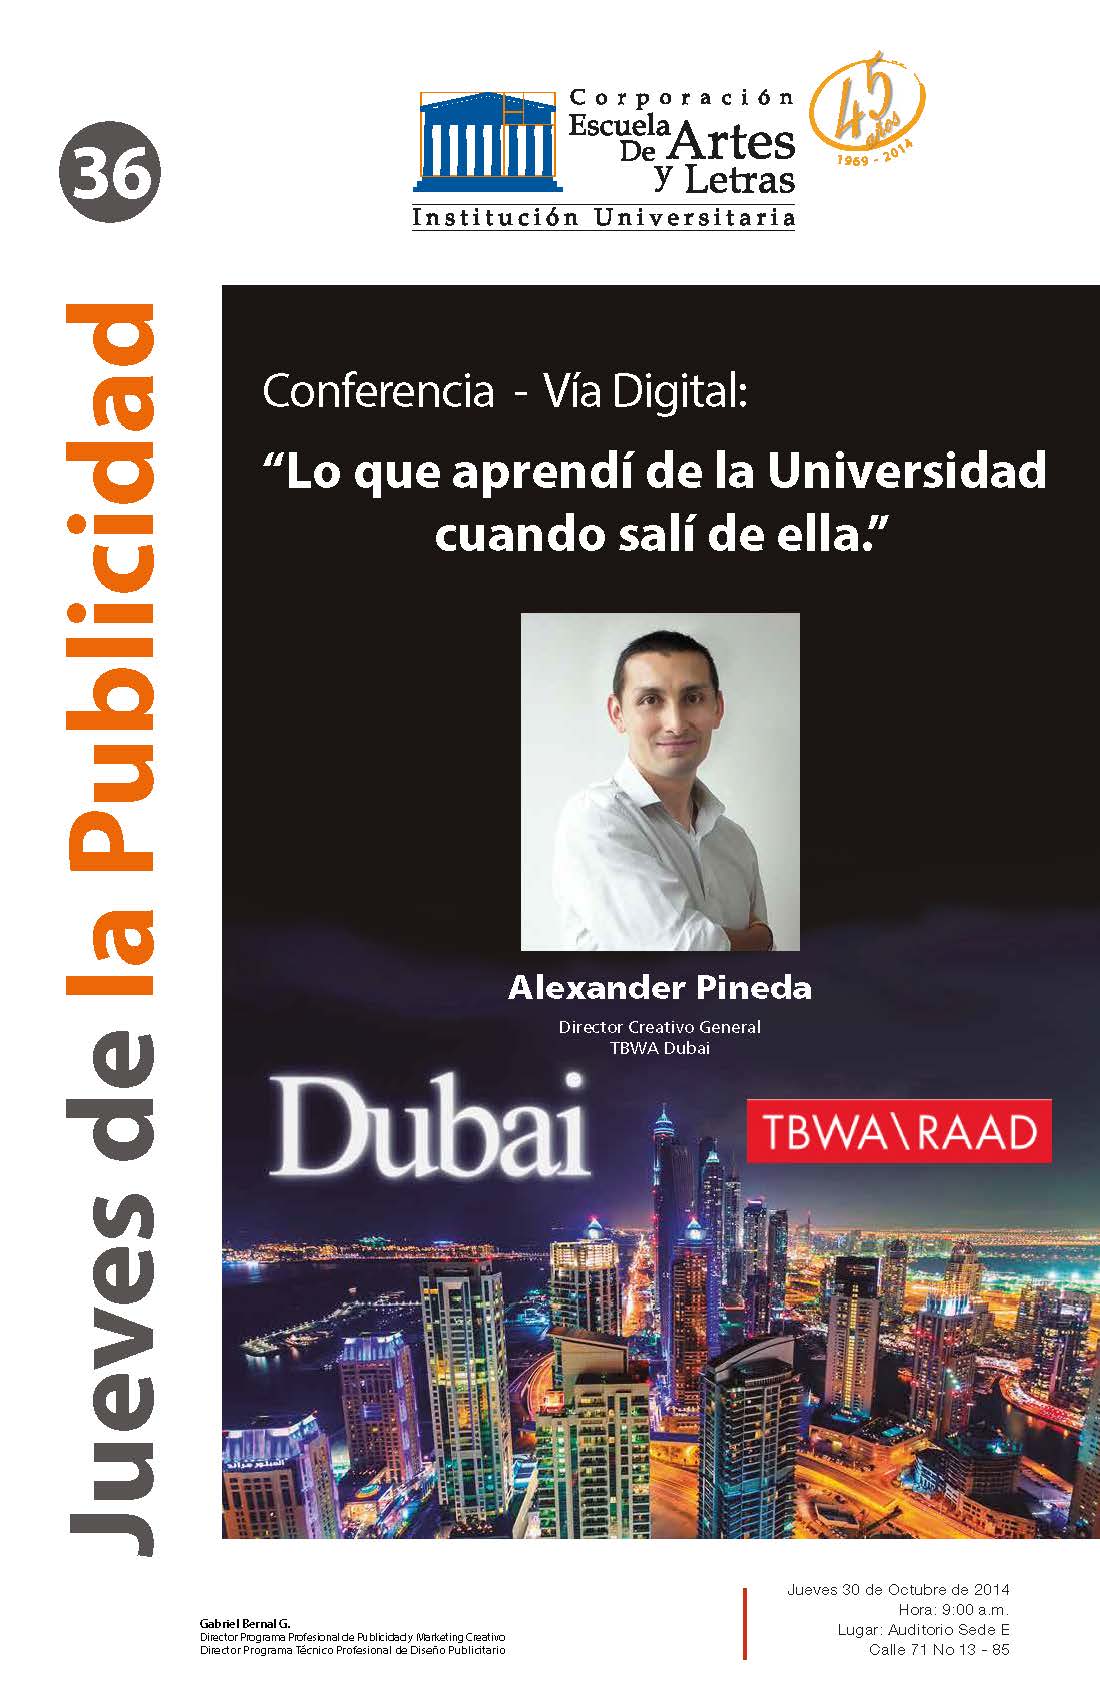 36
Corporación
Escuela
De Artes
y Letras
Institución Universitaria
45
años
1969 - 2014
Jueves de la Publicidad
Conferencia - Vía Digital:
“Lo que aprendí de la Universidad
cuando salí de ella.”
Alexander Pineda
Director Creativo General
TBWA Dubai
Dubai
TBWA\RAAD
Gabriel Bernal G.
Director Programa Profesional de Publicidad y Marketing Creativo
Director Programa Técnico Profesional de Diseño Publicitario
Jueves 30 de Octubre de 2014
Hora: 9:00 a.m.
Lugar: Auditorio Sede E
Calle 71 No 13 - 85